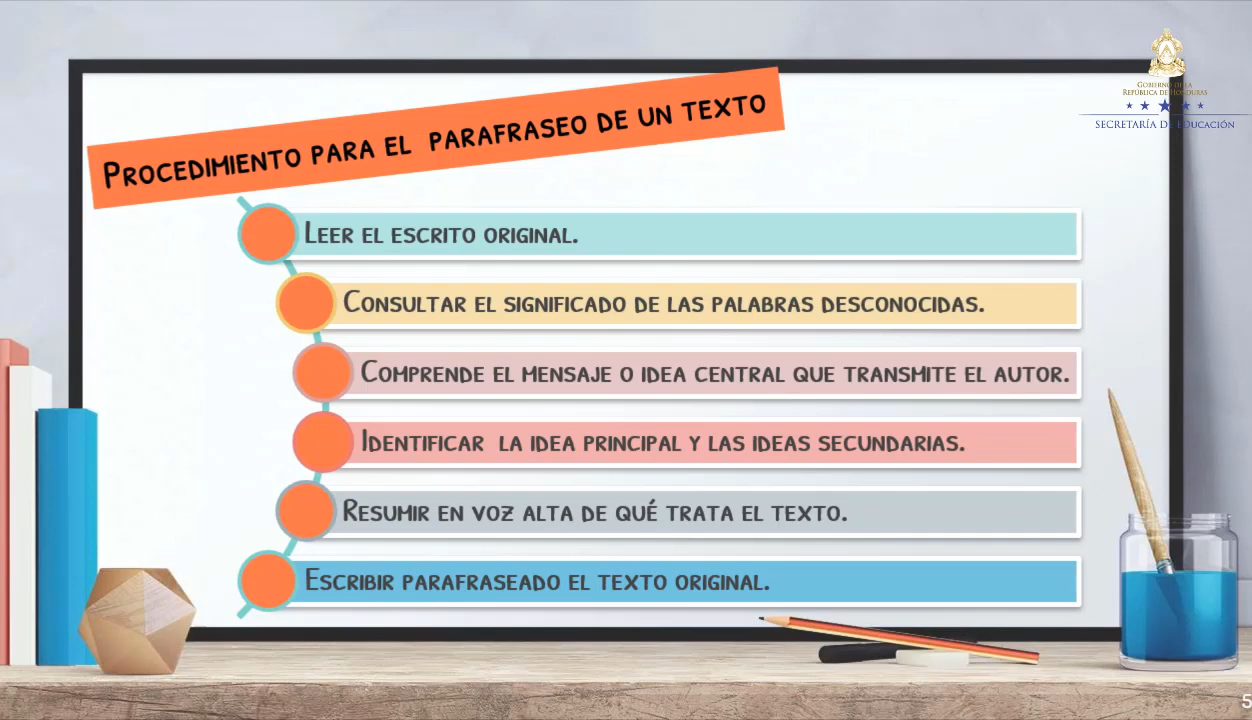 Gobierno de la
República de Honduras
Secretaría de Educación
Procedimiento para el parafraseo de un texto
Leer el escrito original.
Consultar el significado de las palabras desconocidas.
Comprende el mensaje o idea central que transmite el autor.
Identificar la idea principal y las ideas secundarias.
Resumir en voz alta de qué trata el texto.
Escribir parafraseado el texto original.
5